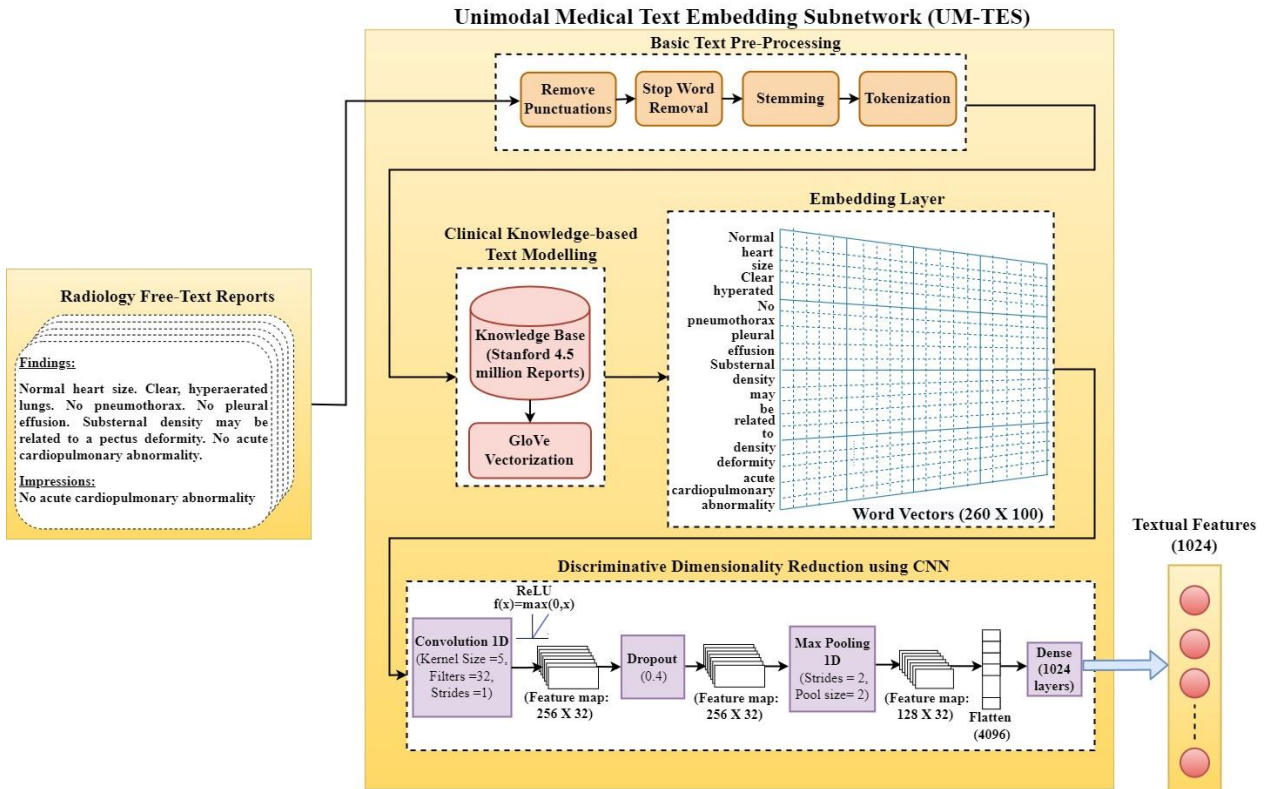 Unimodal Medical Text Embedding Subnetwork (UM-TES)
Basic Text Pre-Processing
Remove
Punctuations
Stop Word
Removal
Stemming
Tokenization
Radiology Free-Text Reports
Findings:
Normal heart size. Clear, hyperaerated
lungs. No pneumothorax. No pleural
effusion. Substernal density may be
related to a pectus deformity. No acute
cardiopulmonary abnormality.
Impressions:
No acute cardiopulmonary abnormality
Clinical Knowledge-based
Text Modelling
Knowledge Base
(Stanford 4.5
million Reports)
GloVe
Vectorization
Embedding Layer
Normal
heart
size
Clear
hyperated
No
pneumothorax
pleural
effusion
Substernal
density
may
be
related
to
density
deformity
acute
cardiopulmonary
abnormality
Word Vectors (260 X 100)
Discriminative Dimensionality Reduction using CNN
Convolution 1D
(Kernel Size =5,
Filters =32,
Strides =1)
ReLU
f(x)=max(0,x)
(Feature map:
256 X 32)
Dropout
(0.4)
(Feature map:
256 X 32)
Max Pooling
1D
(Strides = 2,
Pool size= 2)
(Feature map:
128 X 32)
Flatten
(4096)
Dense
(1024
layers)
Textual Features
(1024)